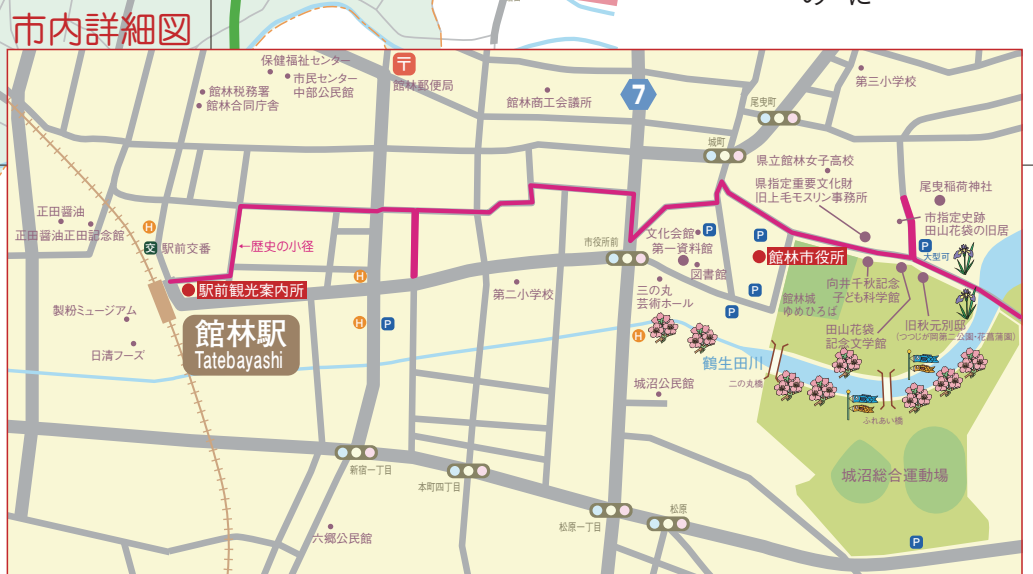 の に
市内詳細図
保健福祉センター
市民センター
中部公民館
館林税務署
館林合同庁舎
〒
館林郵便局
館林商工会議所
7
尾曳町
第三小学校
城町
県立館林女子高校
県指定重要文化財
旧上毛モスリン事務所
尾曳稲荷神社
市指定史跡
田山花袋の旧居
P
大型可
正田醤油
正田醤油正田記念館
H
交 駅前交番
←歴史の小径
駅前観光案内所
H
H
P
製粉ミュージアム
日清フーズ
館林駅
Tatebayashi
第二小学校
市役所前
文化会館
P
第一資料館
図書館
P
P
P
館林市役所
三の丸
芸術ホール
H
館林城
ゆめひろば
向井千秋記念
子ども科学館
田山花袋
記念文学館
旧秋元別邸
(つつじが岡第二公園・花菖蒲園)
鶴生田川
二の丸橋
ふれあい橋
城沼公民館
城沼総合運動場
P
新宿一丁目
本町四丁目
松原一丁目
松原
六郷公民館